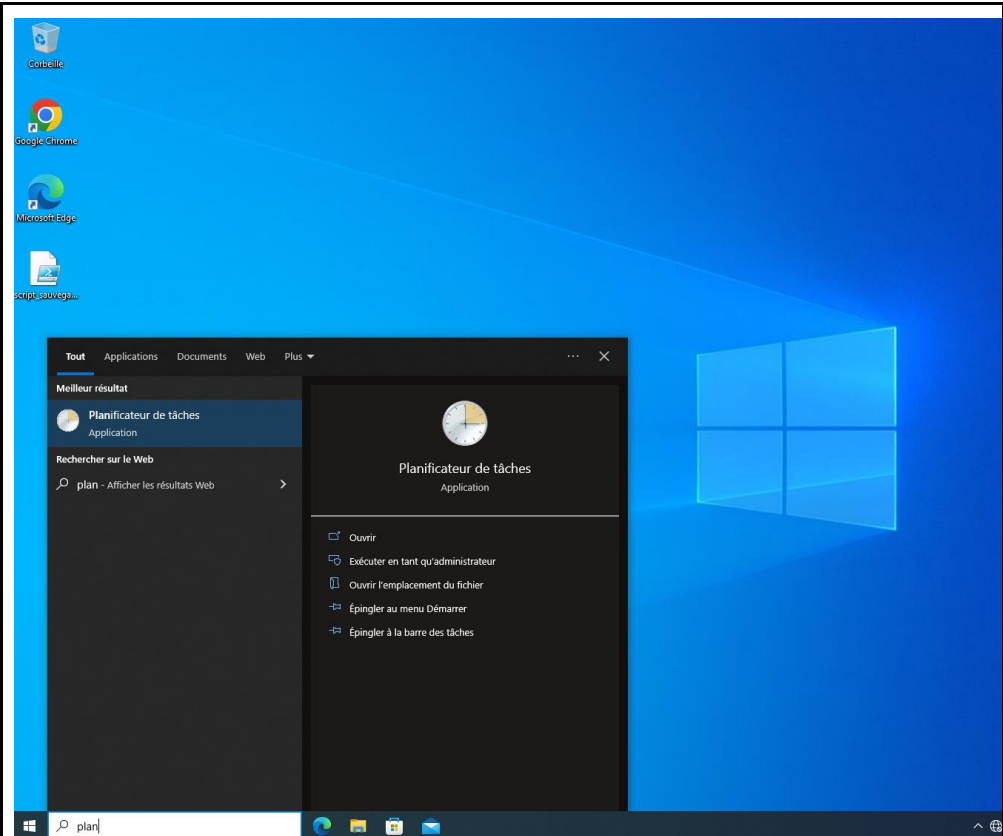 Corbeille
Google Chrome
Microsoft Edge
script_sauvega...
Tout Applications Documents Web Plus
Meilleur résultat
Planificateur de tâches
Application
Rechercher sur le Web
plan - Afficher les résultats Web
Planificateur de tâches
Application
Ouvrir
Exécuter en tant qu'administrateur
Ouvrir l'emplacement du fichier
Épingler au menu Démarrer
Épingler à la barre des tâches
plan